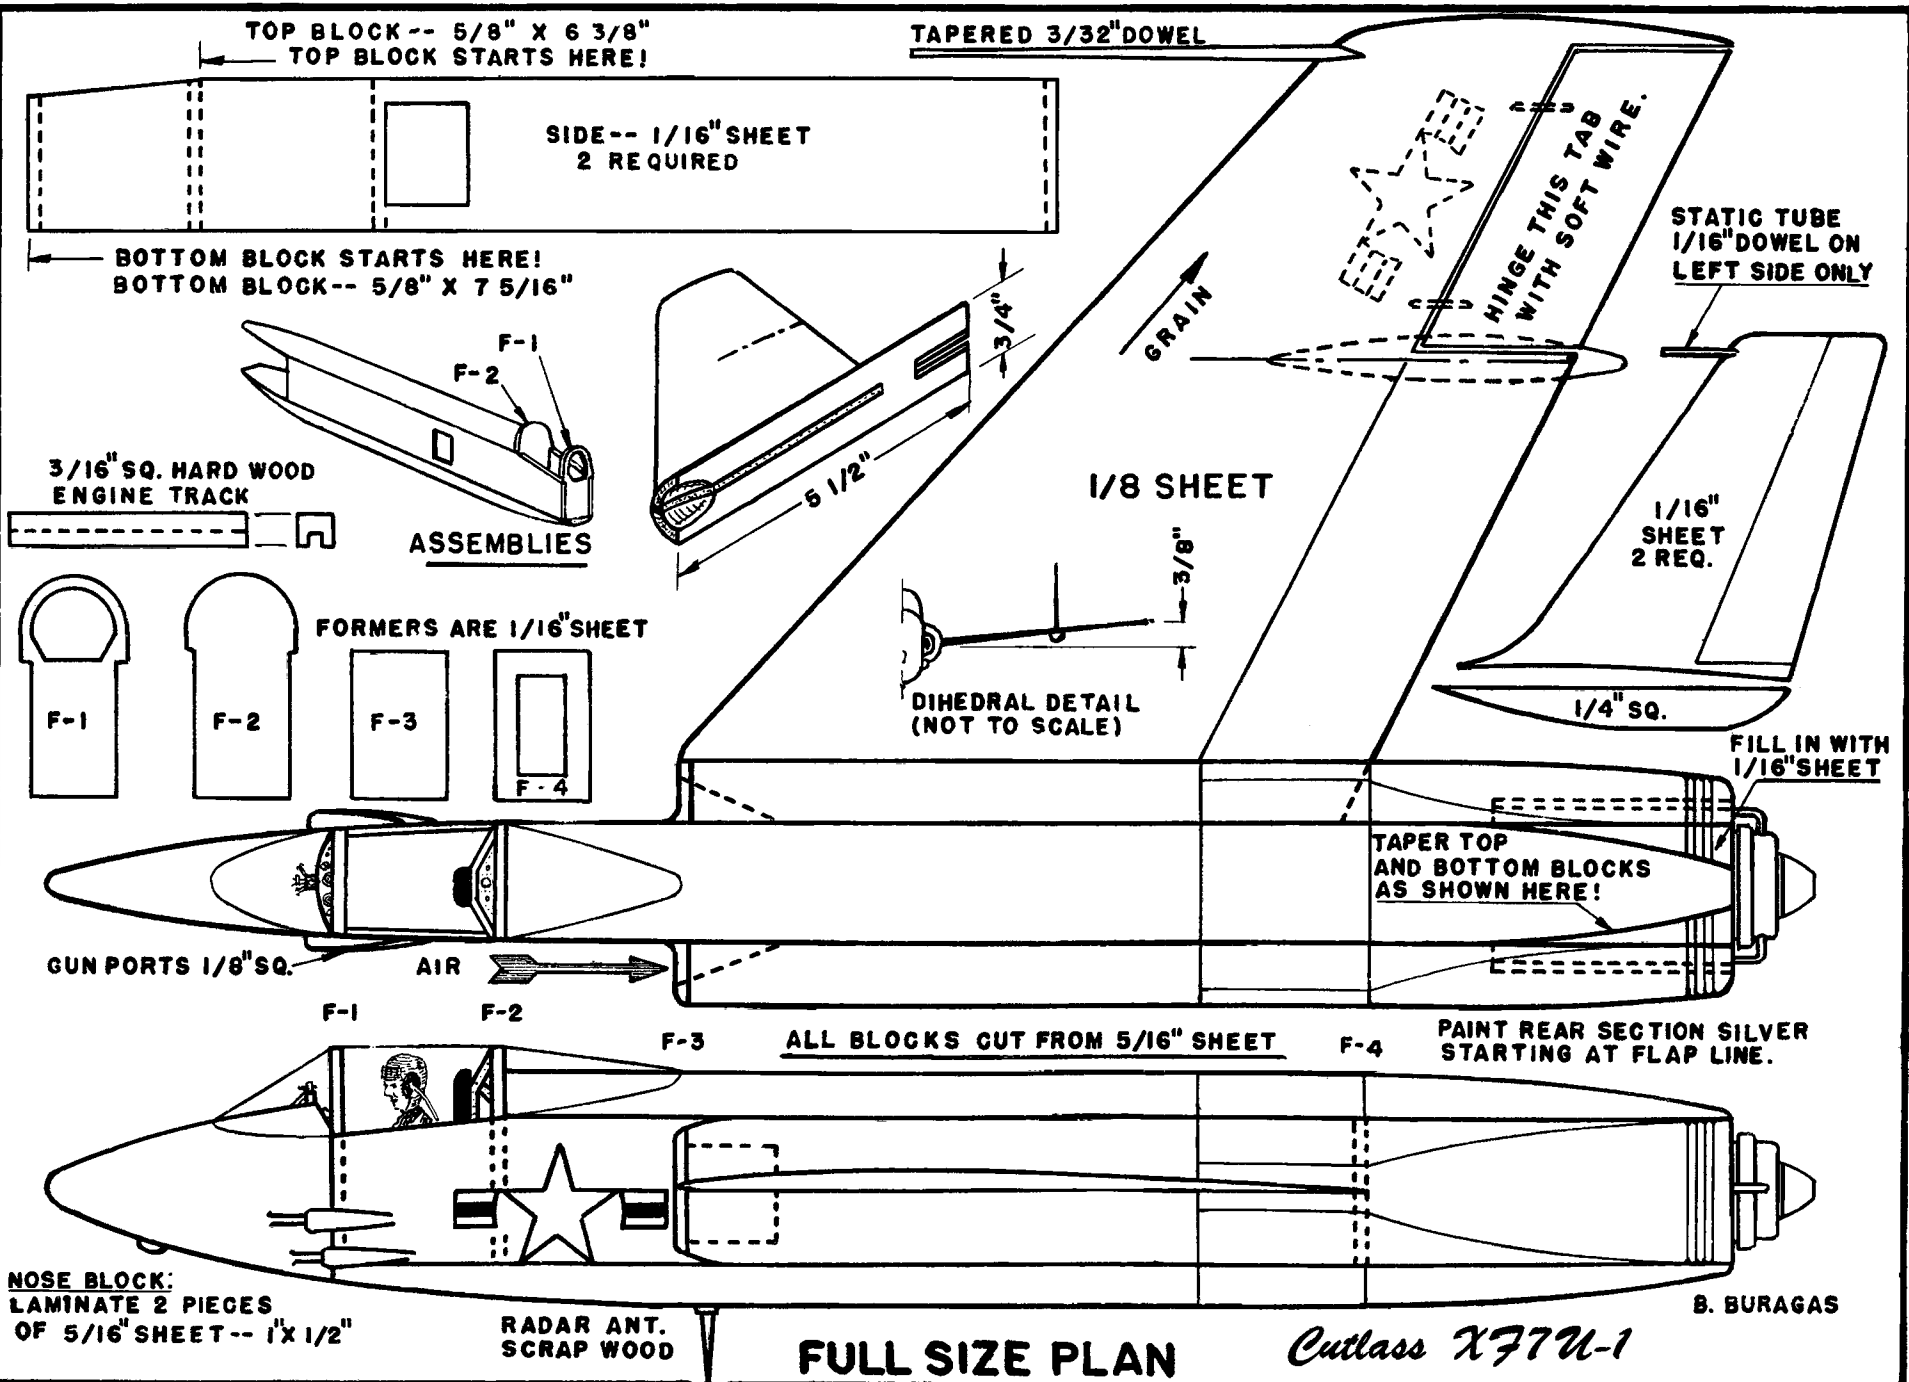 TOP BLOCK -- 5/8" X 6 3/8"
TOP BLOCK STARTS HERE!
TAPERED 3/32" DOWEL
SIDE -- 1/16" SHEET
2 REQUIRED
BOTTOM BLOCK STARTS HERE!
BOTTOM BLOCK -- 5/8" X 7 5/16"
HINGE THIS TAB
WITH SOFT WIRE.
STATIC TUBE
1/16" DOWEL ON
LEFT SIDE ONLY
GRAIN
3/4"
F-1
F-2
5 1/2"
3/16" SQ. HARD WOOD
ENGINE TRACK
ASSEMBLIES
1/8 SHEET
1/16"
SHEET
2 REQ.
3/8"
FORMERS ARE 1/16" SHEET
F-1
F-2
F-3
F-4
DIHEDRAL DETAIL
(NOT TO SCALE)
1/4" SQ.
FILL IN WITH
1/16" SHEET
TAPER TOP
AND BOTTOM BLOCKS
AS SHOWN HERE!
GUN PORTS 1/8" SQ.
AIR
F-1
F-2
F-3
ALL BLOCKS CUT FROM 5/16" SHEET
F-4
PAINT REAR SECTION SILVER
STARTING AT FLAP LINE.
NOSE BLOCK:
LAMINATE 2 PIECES
OF 5/16" SHEET -- 1" X 1/2"
RADAR ANT.
SCRAP WOOD
B. BURAGAS
FULL SIZE PLAN
Cutlass XF7U-1